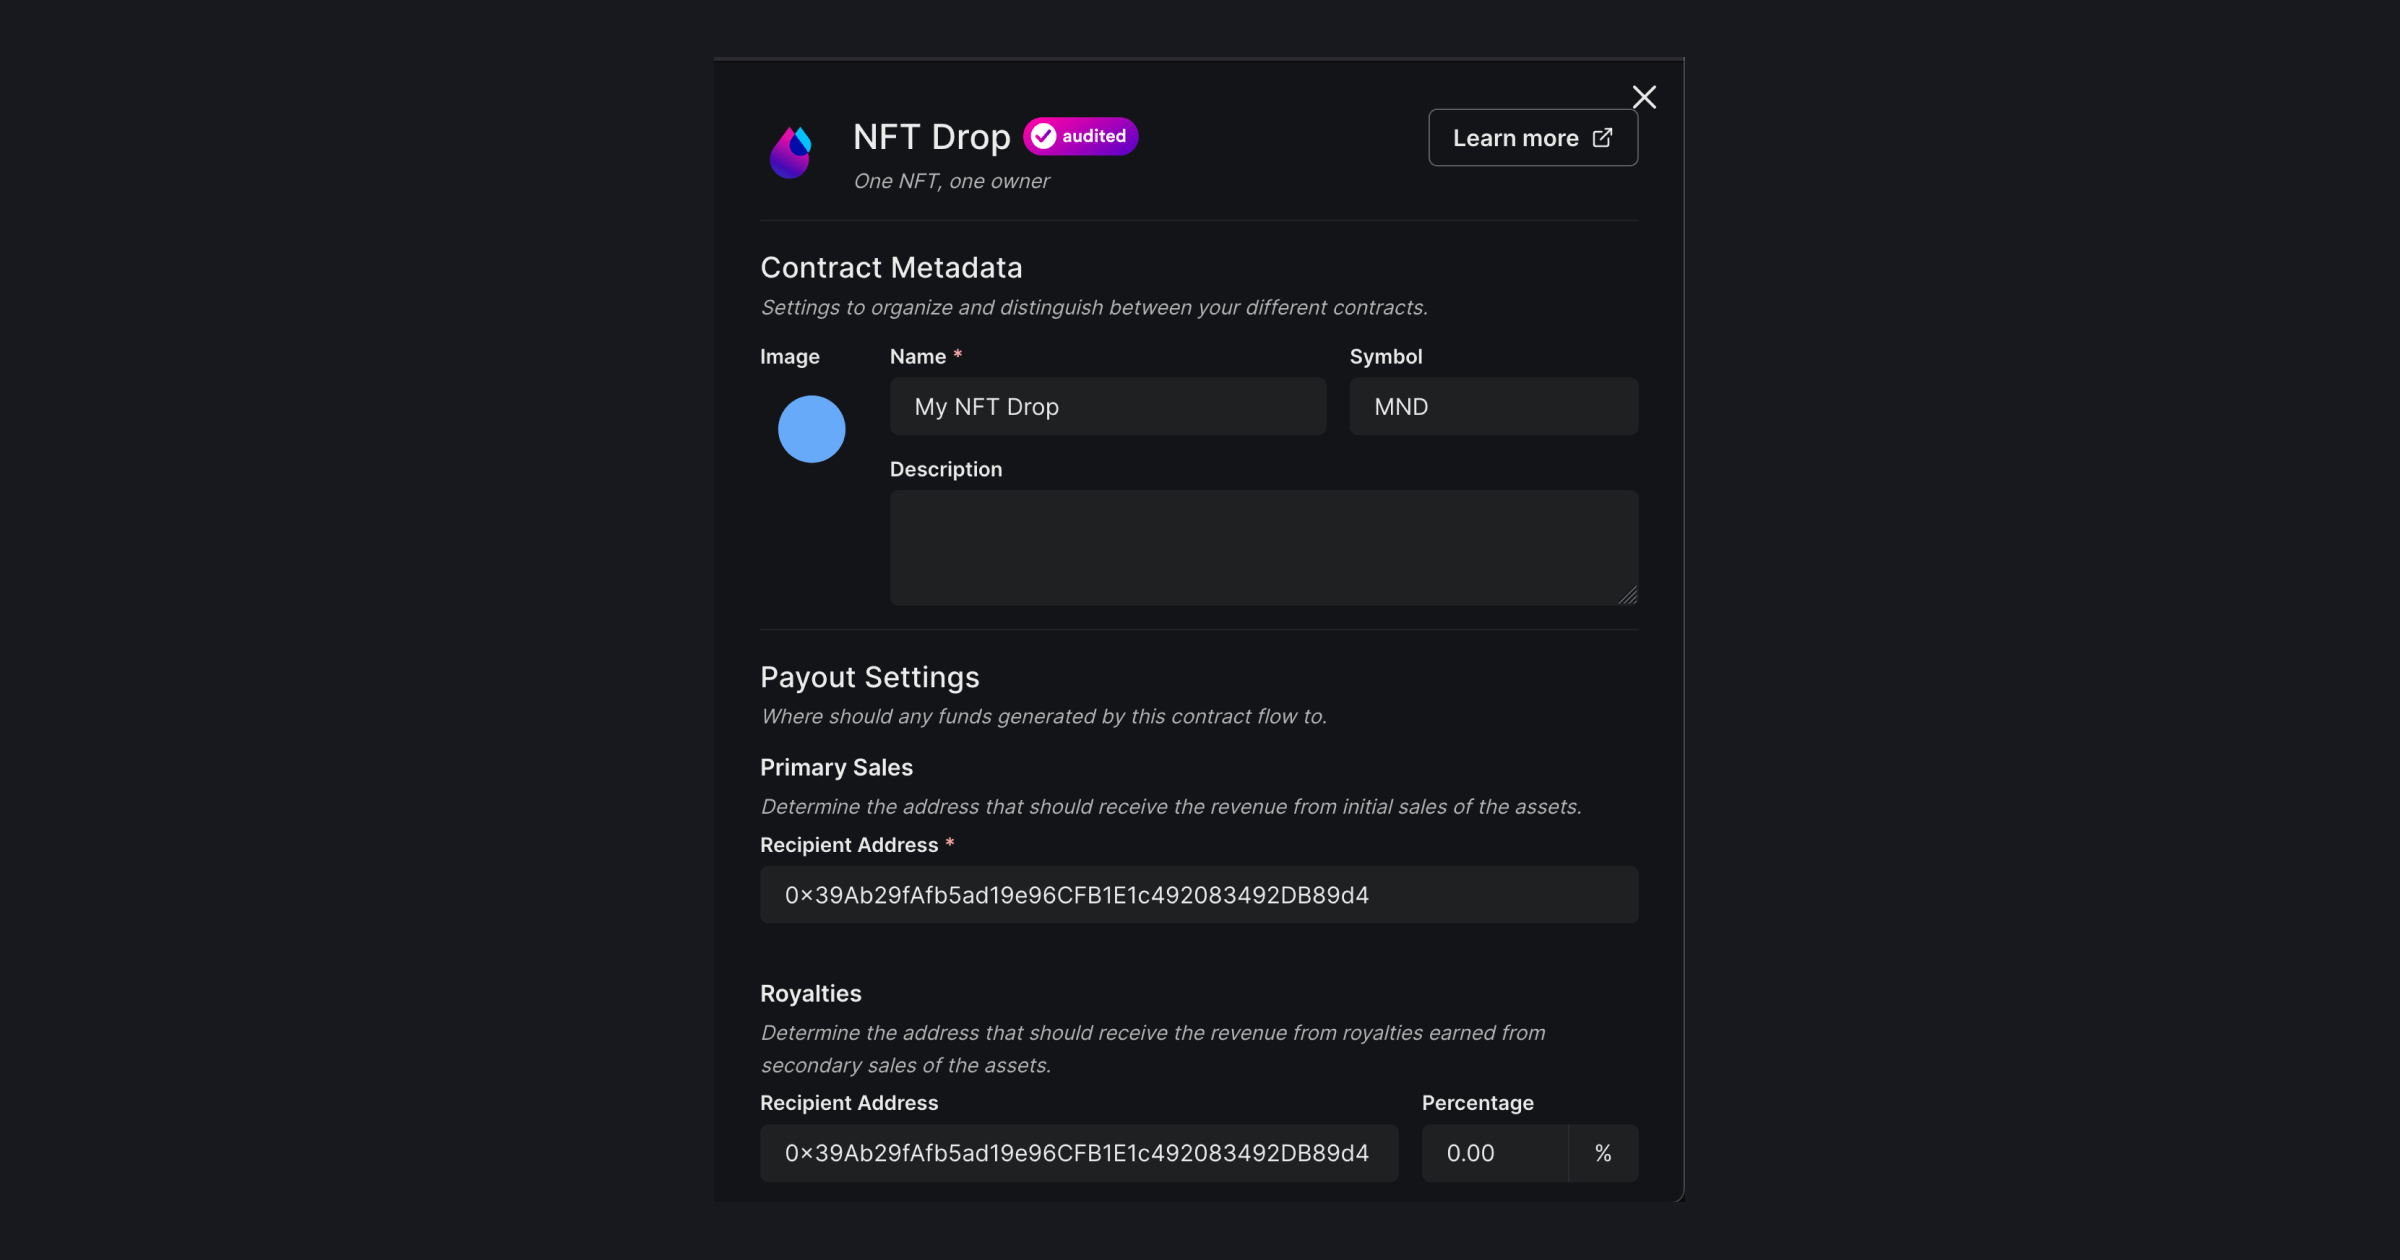 NFT Drop audited
Learn more
One NFT, one owner
Contract Metadata
Settings to organize and distinguish between your different contracts.
Image
Name *
Symbol
My NFT Drop
MND
Description
Payout Settings
Where should any funds generated by this contract flow to.
Primary Sales
Determine the address that should receive the revenue from initial sales of the assets.
Recipient Address *
0x39Ab29fAfb5ad19e96CFB1E1c492083492DB89d4
Royalties
Determine the address that should receive the revenue from royalties earned from
secondary sales of the assets.
Recipient Address
Percentage
0x39Ab29fAfb5ad19e96CFB1E1c492083492DB89d4
0.00 %